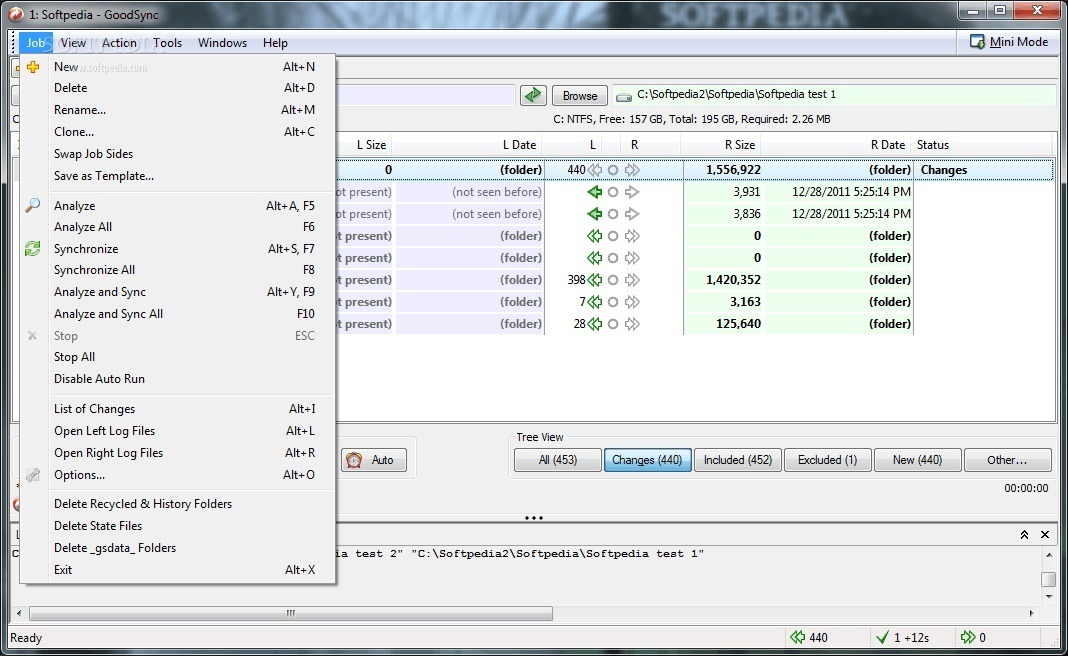 SOFTPEDIA
1: Softpedia - GoodSync
Job View Action Tools Windows Help Mini Mode
SOFTPEDIA
www.softpedia.com
New Alt+N
Delete Alt+D
Rename... Alt+M
Clone... Alt+C
Swap Job Sides
Save as Template...
Analyze Alt+A, F5
Analyze All F6
Synchronize Alt+S, F7
Synchronize All F8
Analyze and Sync Alt+Y, F9
Analyze and Sync All F10
Stop ESC
Stop All
Disable Auto Run
List of Changes Alt+I
Open Left Log Files Alt+L
Open Right Log Files Alt+R
Options... Alt+O
Delete Recycled & History Folders
Delete State Files
Delete _gsdata_ Folders
Exit Alt+X
Browse C:\Softpedia2\Softpedia\Softpedia test 1
C: NTFS, Free: 157 GB, Total: 195 GB, Required: 2.26 MB
L Size L Date L R R Size R Date Status
0 (folder) 440 1,556,922 (folder) Changes
ot present) (not seen before) 3,931 12/28/2011 5:25:14 PM
ot present) (not seen before) 3,836 12/28/2011 5:25:14 PM
t present) (folder) 0 (folder)
t present) (folder) 0 (folder)
t present) (folder) 398 1,420,352 (folder)
t present) (folder) 7 3,163 (folder)
t present) (folder) 28 125,640 (folder)
Auto
Tree View
All (453) Changes (440) Included (452) Excluded (1) New (440) Other...
00:00:00
ia test 2" "C:\Softpedia2\Softpedia\Softpedia test 1"
Ready 440 1 +12s 0